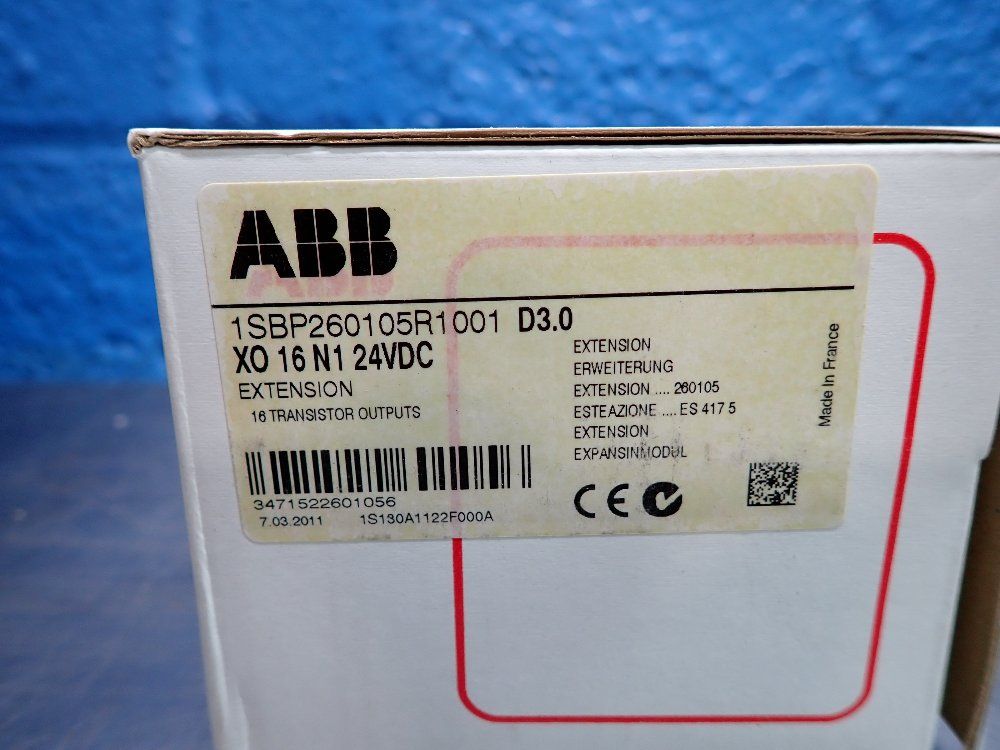 ABB
1SBP260105R1001 D3.0
XO 16 N1 24VDC
EXTENSION
16 TRANSISTOR OUTPUTS
3471522601056
7.03.2011 1S130A1122F000A
EXTENSION
ERWEITERUNG
EXTENSION .... 260105
ESTEAZIONE .... ES 417 5
EXTENSION
EXPANSINMODUL
CE
Made In France